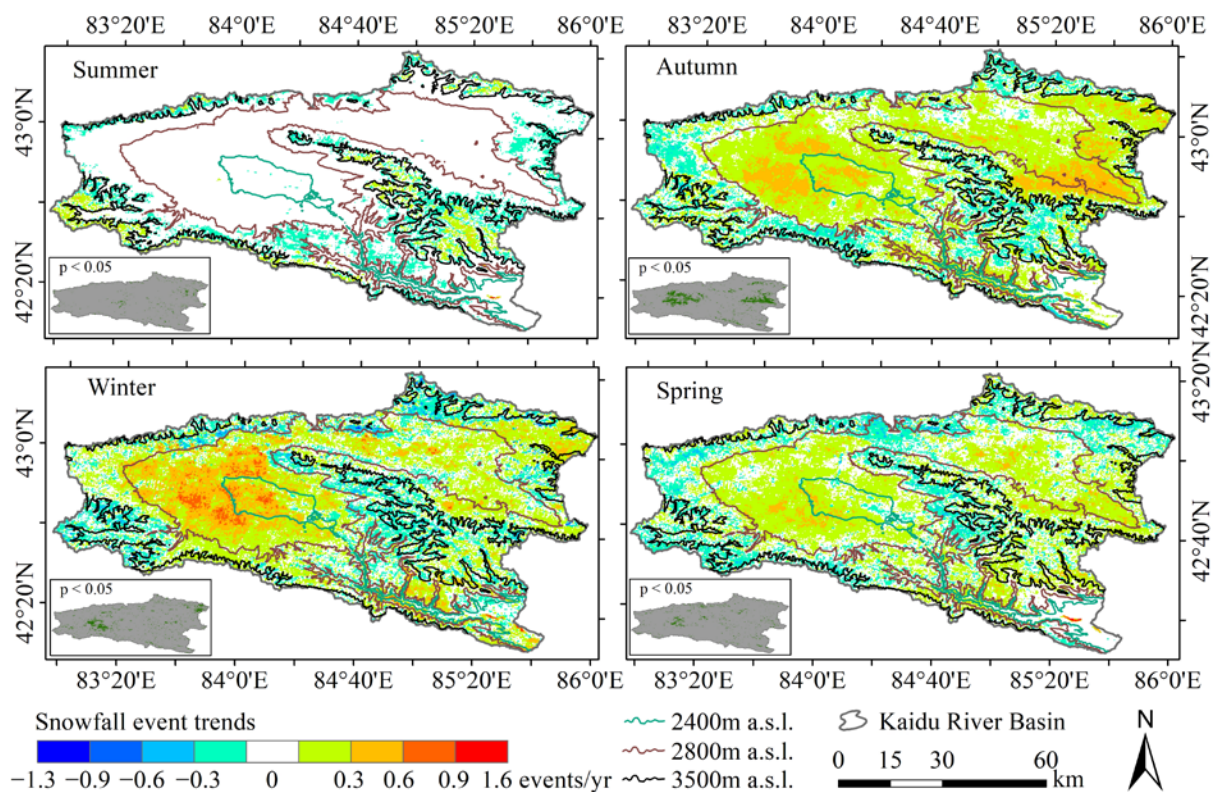 83°20'E 84°0'E 84°40'E 85°20'E 86°0'E 83°20'E 84°0'E 84°40'E 85°20'E 86°0'E
Summer
Autumn
43°0'N
42°20'N
43°0'N
42°20'N
p < 0.05
p < 0.05
Winter
Spring
43°0'N
42°20'N
43°20'N
42°40'N
p < 0.05
p < 0.05
83°20'E 84°0'E 84°40'E 85°20'E 86°0'E 83°20'E 84°0'E 84°40'E 85°20'E 86°0'E
Snowfall event trends
−1.3 −0.9 −0.6 −0.3 0 0.3 0.6 0.9 1.6 events/yr
2400m a.s.l.
2800m a.s.l.
3500m a.s.l.
Kaidu River Basin
0 15 30 60
km
N